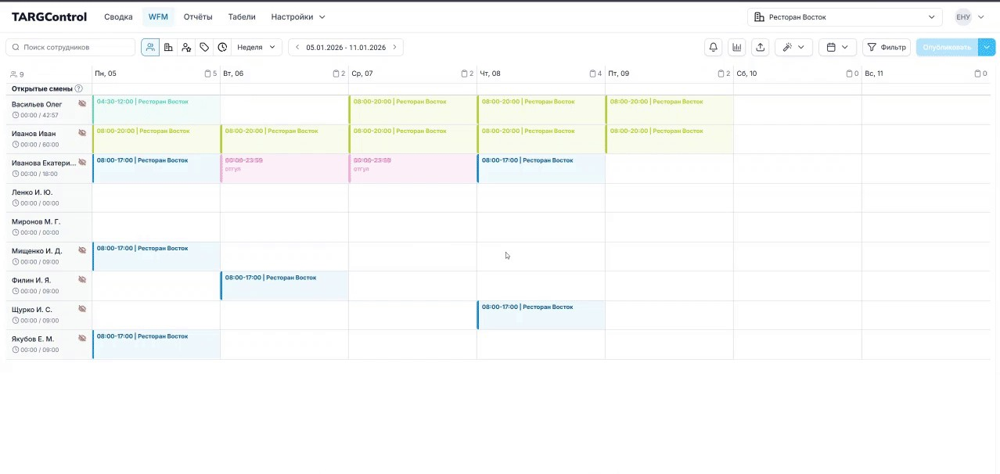 TARGControl Сводка WFM Отчёты Табели Настройки Ресторан Восток ЕНУ
Поиск сотрудников Неделя 05.01.2026 - 11.01.2026 Фильтр Опубликовать
9 Пн, 05 5 Вт, 06 2 Ср, 07 2 Чт, 08 4 Пт, 09 2 Сб, 10 0 Вс, 11 0
Открытые смены ?
Васильев Олег 04:30-12:00 | Ресторан Восток 08:00-20:00 | Ресторан Восток 08:00-20:00 | Ресторан Восток 08:00-20:00 | Ресторан Восток
00:00 / 42:57
Иванов Иван 08:00-20:00 | Ресторан Восток 08:00-20:00 | Ресторан Восток 08:00-20:00 | Ресторан Восток 08:00-20:00 | Ресторан Восток 08:00-20:00 | Ресторан Восток
00:00 / 60:00
Иванова Екатери... 08:00-17:00 | Ресторан Восток 00:00-23:59 00:00-23:59 08:00-17:00 | Ресторан Восток
отгул отгул
00:00 / 18:00
Ленко И. Ю.
00:00 / 00:00
Миронов М. Г.
00:00 / 00:00
Мищенко И. Д. 08:00-17:00 | Ресторан Восток
00:00 / 09:00
Филин И. Я. 08:00-17:00 | Ресторан Восток
00:00 / 09:00
Щурко И. С. 08:00-17:00 | Ресторан Восток
00:00 / 09:00
Якубов Е. М. 08:00-17:00 | Ресторан Восток
00:00 / 09:00